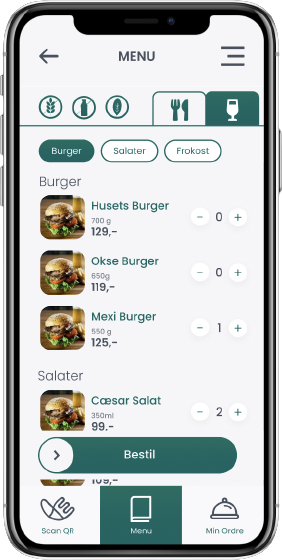 MENU
Burger Salater Frokost
Burger
Husets Burger
700 g
129,-
0
Okse Burger
650g
119,-
0
Mexi Burger
550 g
125,-
1
Salater
Cæsar Salat
350ml
99,-
2
Bestil
109,-
Scan QR Menu Min Ordre